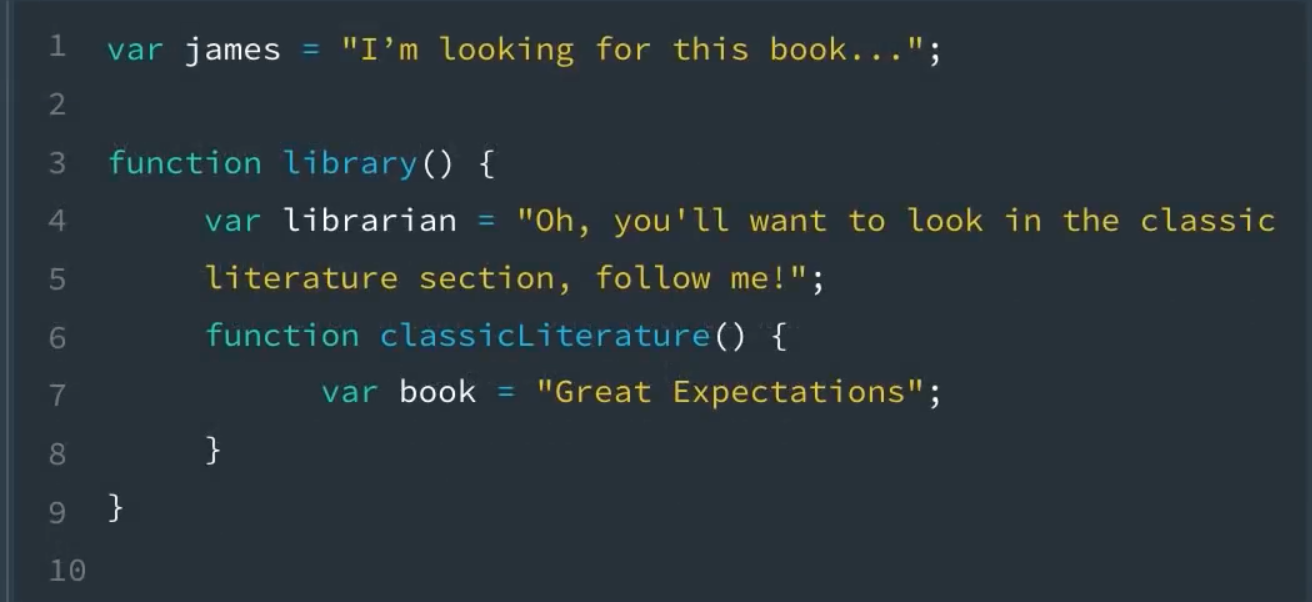 1 var james = "I’m looking for this book...";
2
3 function library() {
4 var librarian = "Oh, you'll want to look in the classic
5 literature section, follow me!";
6 function classicLiterature() {
7 var book = "Great Expectations";
8 }
9 }
10